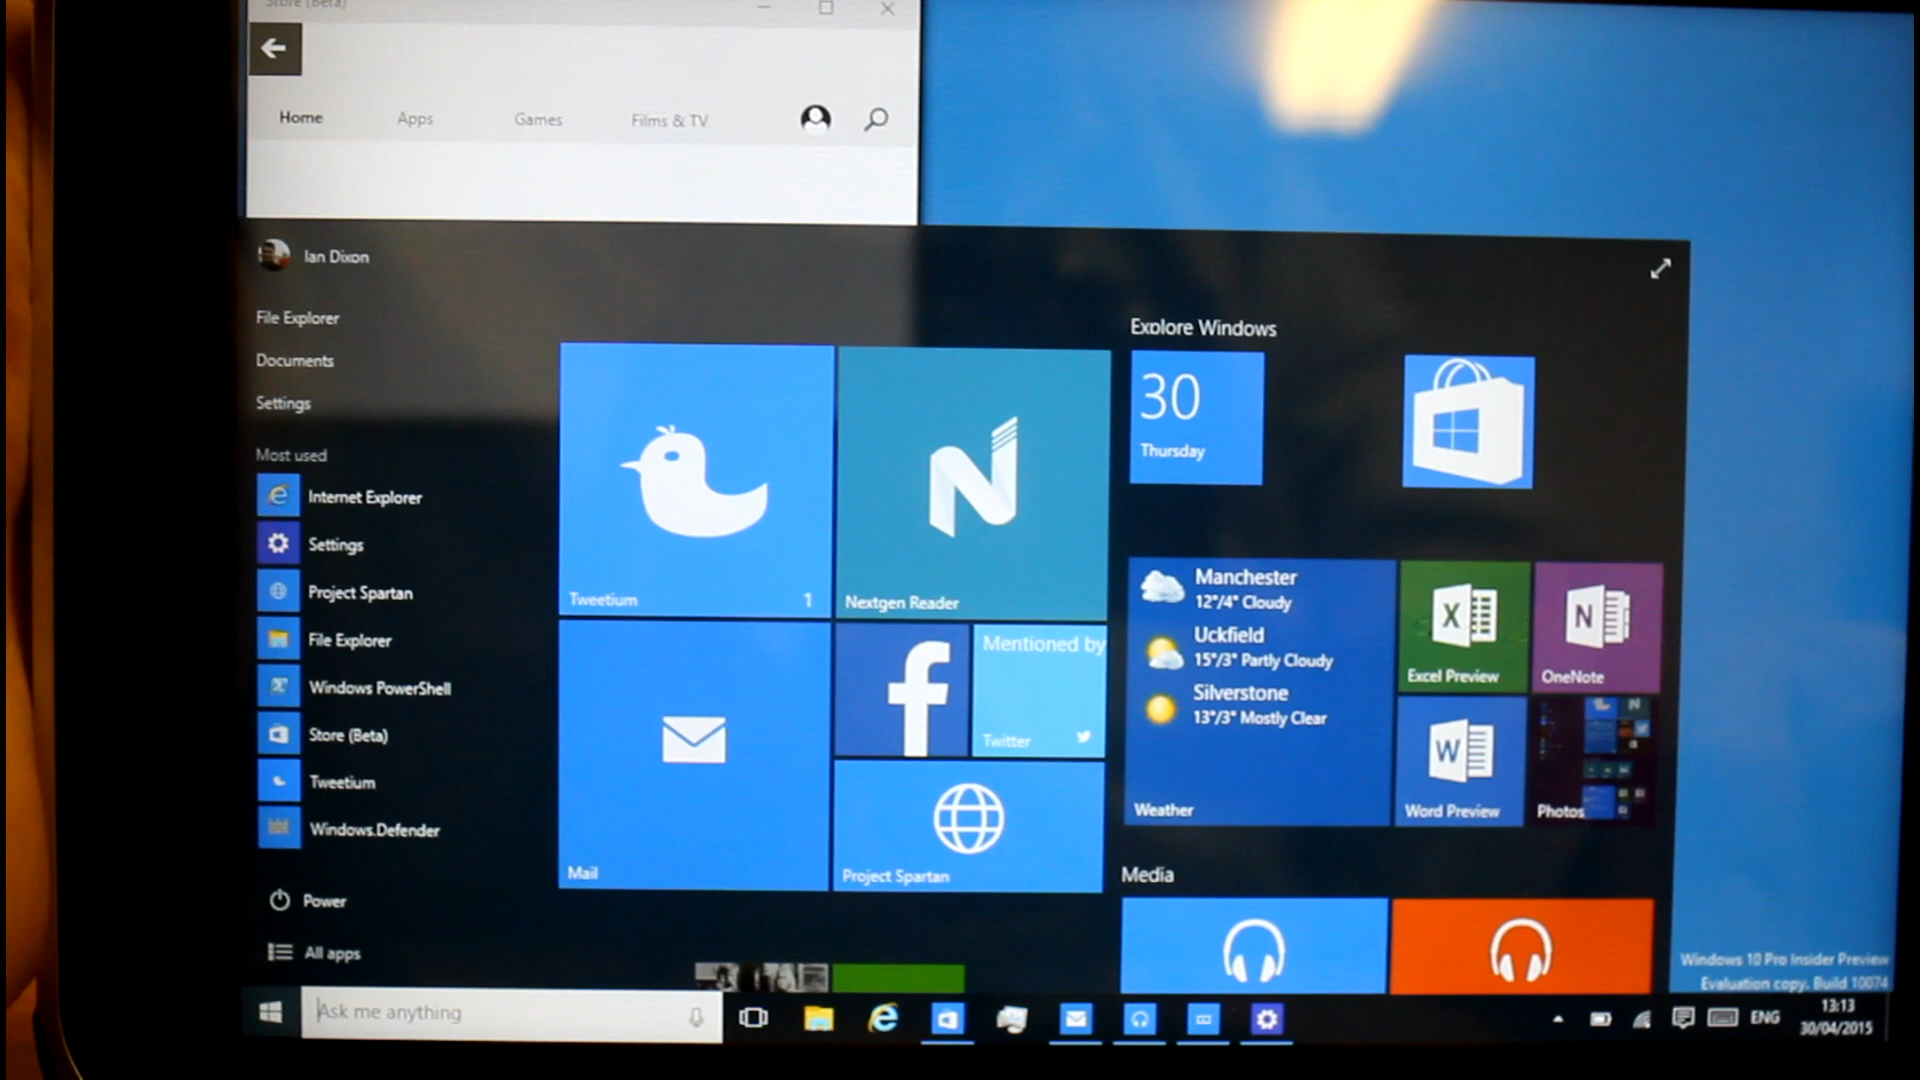 Store (Beta)
Home
Apps
Games
Films & TV
Ian Dixon
File Explorer
Documents
Settings
Most used
Internet Explorer
Settings
Project Spartan
File Explorer
Windows PowerShell
Store (Beta)
Tweetium
Windows.Defender
Power
All apps
Tweetium 1
Nextgen Reader
Mail
Mentioned by
Twitter
Project Spartan
Explore Windows
30
Thursday
Manchester
12°/4° Cloudy
Uckfield
15°/3° Partly Cloudy
Silverstone
13°/3° Mostly Clear
Weather
Excel Preview
OneNote
Word Preview
Photos
Media
Windows 10 Pro Insider Preview
Evaluation copy. Build 10074
Ask me anything
ENG
13:13
30/04/2015